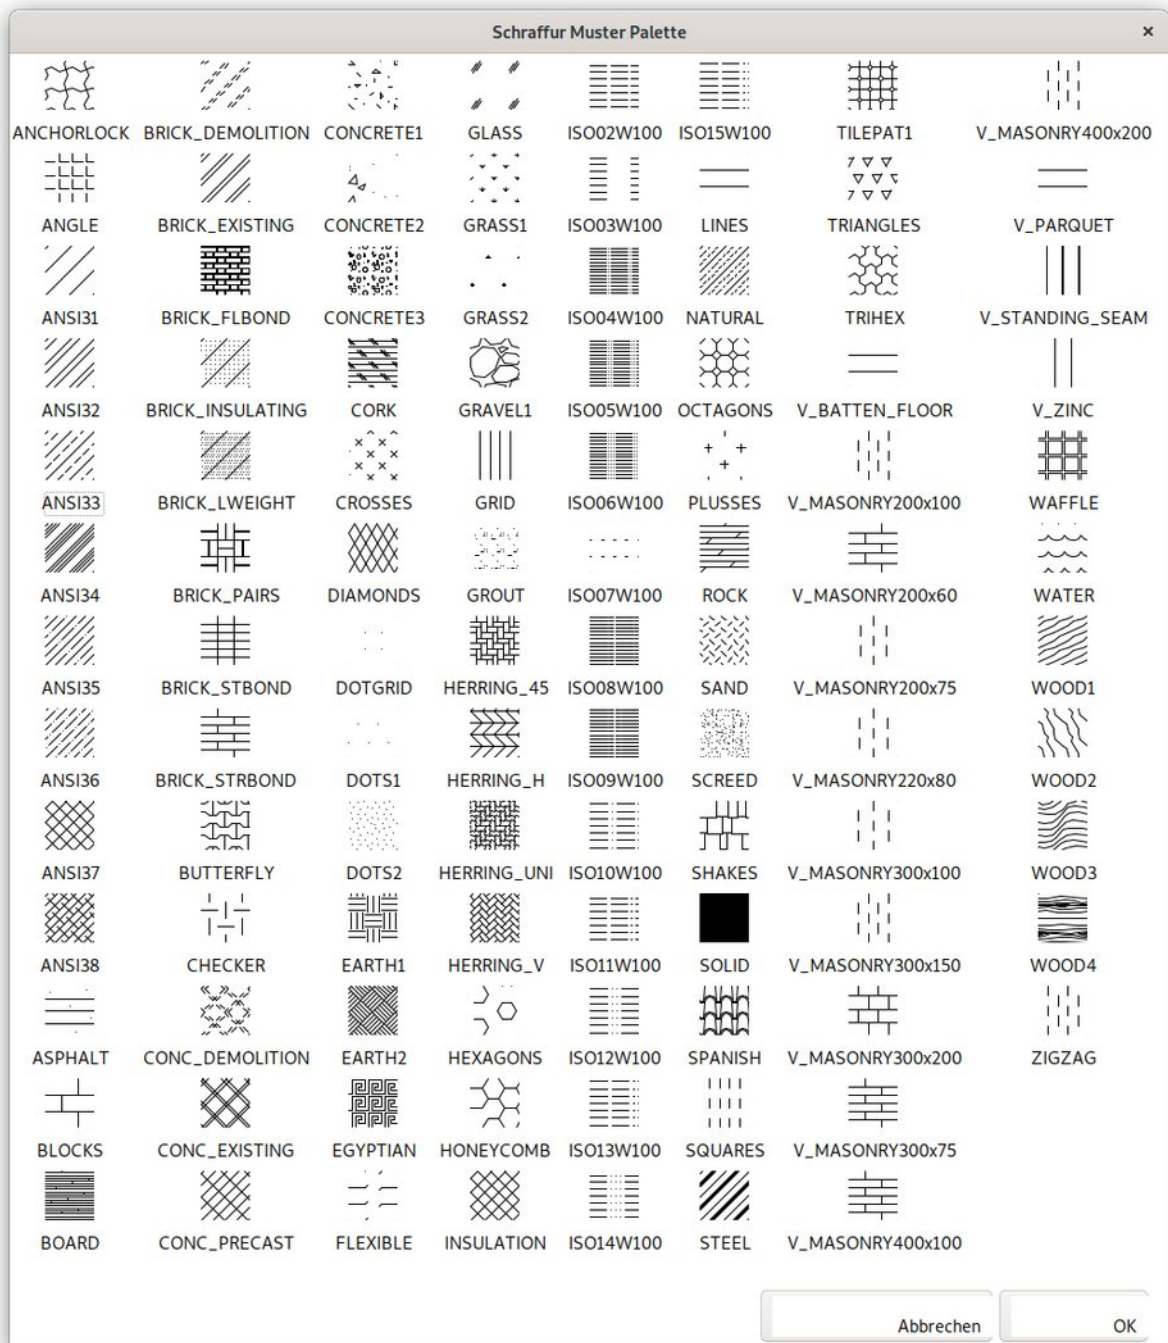 Schraffur Muster Palette
ANCHORLOCK BRICK_DEMOLITION CONCRETE1 GLASS ISO02W100 ISO15W100 TILEPAT1 V_MASONRY400x200
ANGLE BRICK_EXISTING CONCRETE2 GRASS1 ISO03W100 LINES TRIANGLES V_PARQUET
ANSI31 BRICK_FLBOND CONCRETE3 GRASS2 ISO04W100 NATURAL TRIHEX V_STANDING_SEAM
ANSI32 BRICK_INSULATING CORK GRAVEL1 ISO05W100 OCTAGONS V_BATTEN_FLOOR V_ZINC
ANSI33 BRICK_LWEIGHT CROSSES GRID ISO06W100 PLUSSES V_MASONRY200x100 WAFFLE
ANSI34 BRICK_PAIRS DIAMONDS GROUT ISO07W100 ROCK V_MASONRY200x60 WATER
ANSI35 BRICK_STBOND DOTGRID HERRING_45 ISO08W100 SAND V_MASONRY200x75 WOOD1
ANSI36 BRICK_STRBOND DOTS1 HERRING_H ISO09W100 SCREED V_MASONRY220x80 WOOD2
ANSI37 BUTTERFLY DOTS2 HERRING_UNI ISO10W100 SHAKES V_MASONRY300x100 WOOD3
ANSI38 CHECKER EARTH1 HERRING_V ISO11W100 SOLID V_MASONRY300x150 WOOD4
ASPHALT CONC_DEMOLITION EARTH2 HEXAGONS ISO12W100 SPANISH V_MASONRY300x200 ZIGZAG
BLOCKS CONC_EXISTING EGYPTIAN HONEYCOMB ISO13W100 SQUARES V_MASONRY300x75
BOARD CONC_PRECAST FLEXIBLE INSULATION ISO14W100 STEEL V_MASONRY400x100
Abbrechen OK